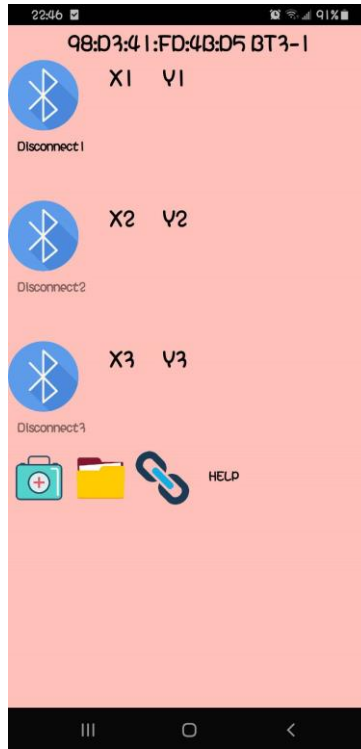 22:46 91%
98:D3:41:FD:4B:D5 BT3-1
X1 Y1
Disconnect1
X2 Y2
Disconnect2
X3 Y3
Disconnect3
HELP